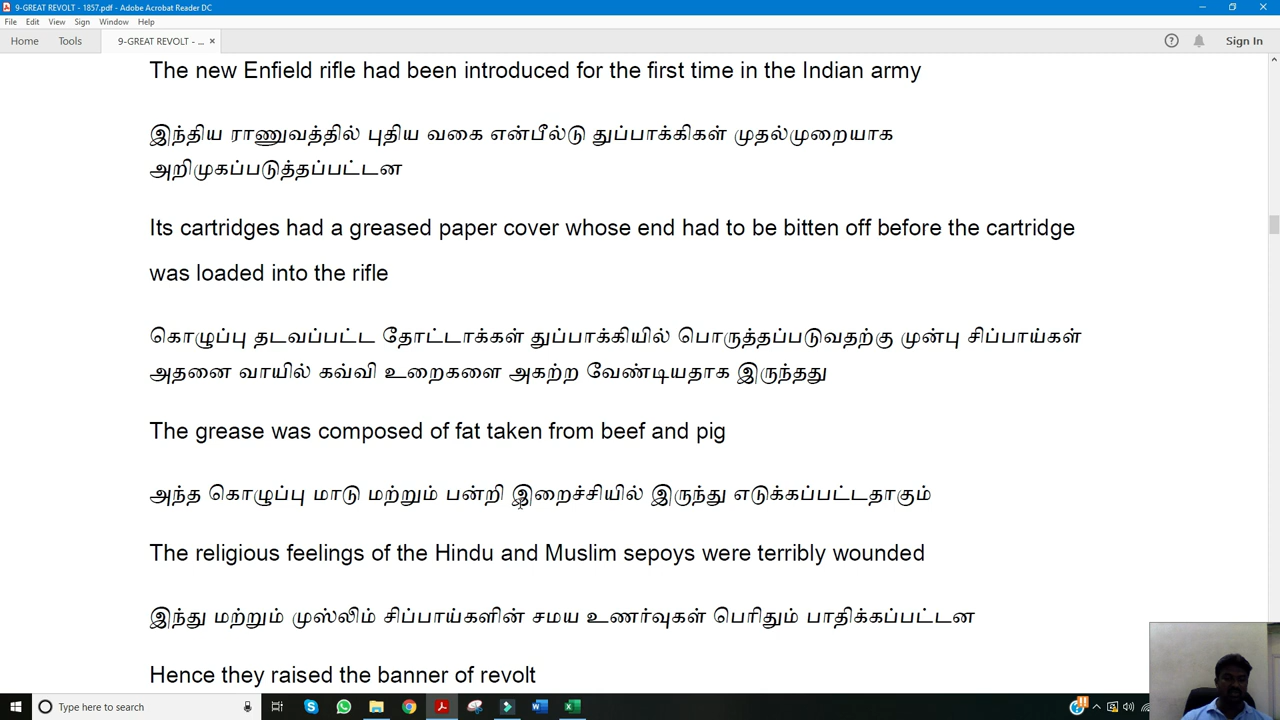 9-GREAT REVOLT - 1857.pdf - Adobe Acrobat Reader DC
File Edit View Sign Window Help
Home Tools 9-GREAT REVOLT - ... × Sign In
The new Enfield rifle had been introduced for the first time in the Indian army
இந்திய ராணுவத்தில் புதிய வகை என்பீல்டு துப்பாக்கிகள் முதல்முறையாக
அறிமுகப்படுத்தப்பட்டன
Its cartridges had a greased paper cover whose end had to be bitten off before the cartridge
was loaded into the rifle
கொழுப்பு தடவப்பட்ட தோட்டாக்கள் துப்பாக்கியில் பொருத்தப்படுவதற்கு முன்பு சிப்பாய்கள்
அதனை வாயில் கவ்வி உறைகளை அகற்ற வேண்டியதாக இருந்தது
The grease was composed of fat taken from beef and pig
அந்த கொழுப்பு மாடு மற்றும் பன்றி இறைச்சியில் இருந்து எடுக்கப்பட்டதாகும்
The religious feelings of the Hindu and Muslim sepoys were terribly wounded
இந்து மற்றும் முஸ்லிம் சிப்பாய்களின் சமய உணர்வுகள் பெரிதும் பாதிக்கப்பட்டன
Hence they raised the banner of revolt
Type here to search